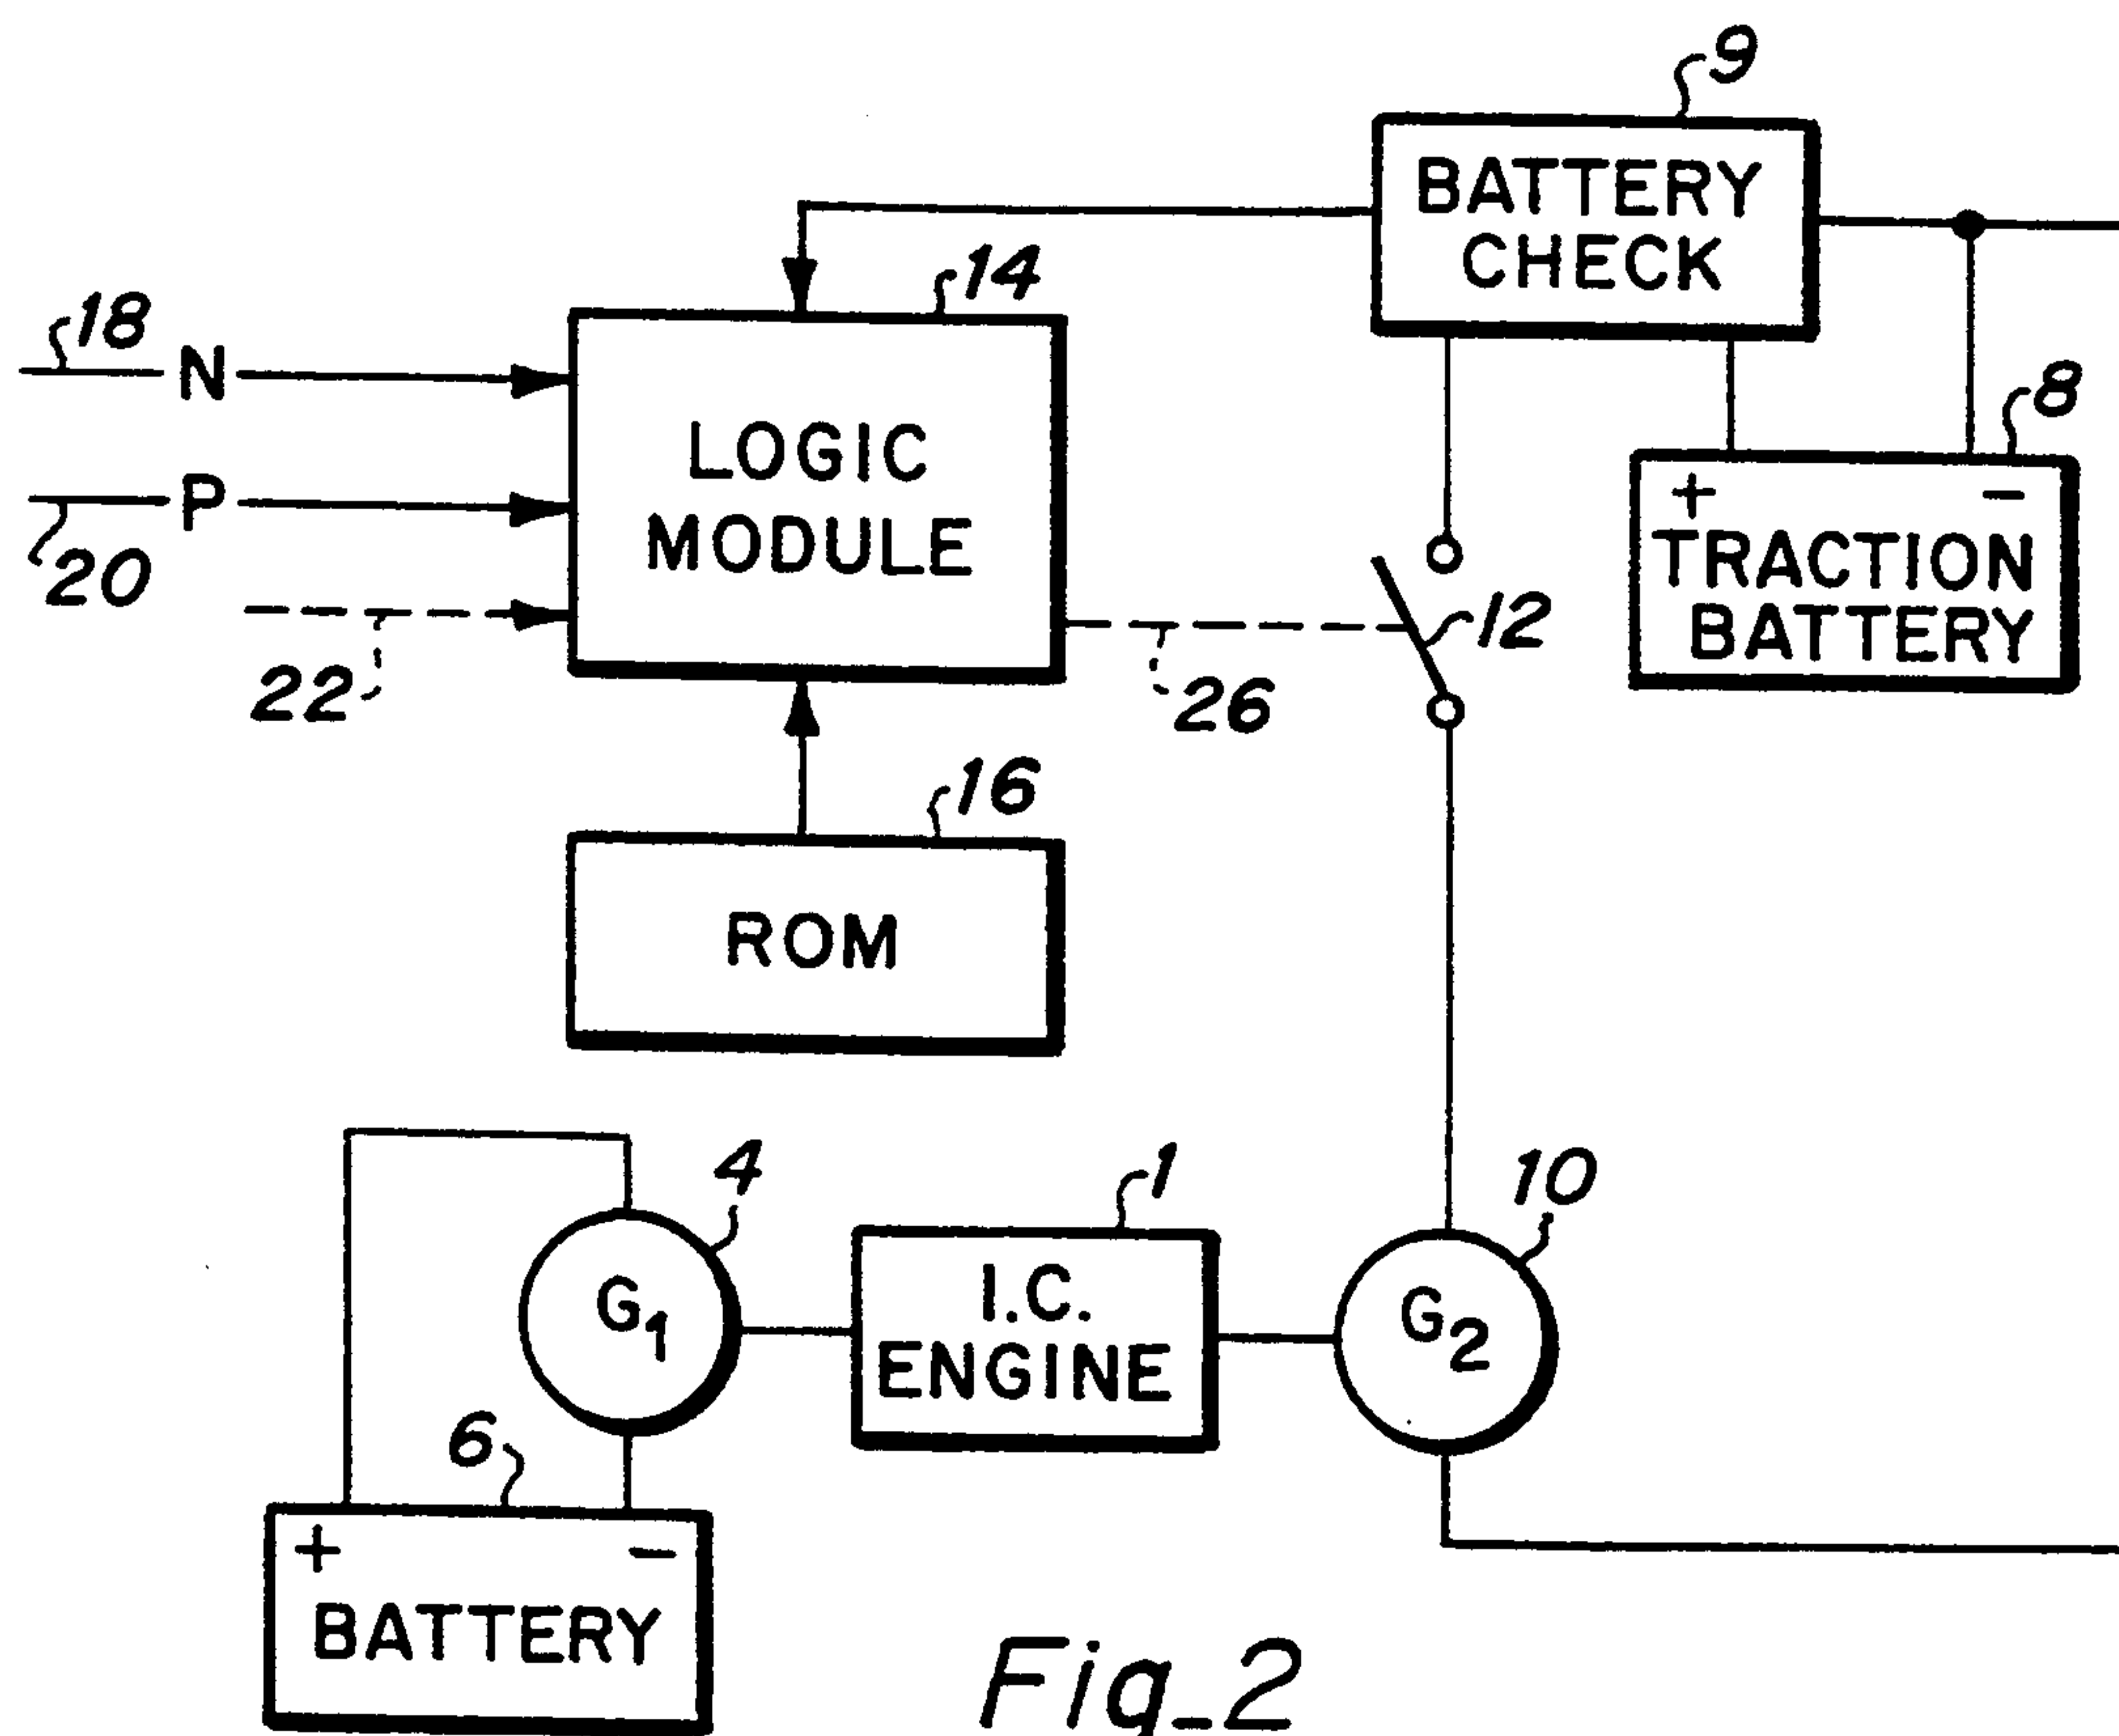 9
BATTERY
CHECK
14
18
N
8
LOGIC
MODULE
P
20
+ −
TRACTION
BATTERY
12
22
26
16
ROM
4
1
10
G1
I.C.
ENGINE
G2
6
+ −
BATTERY
Fig_2